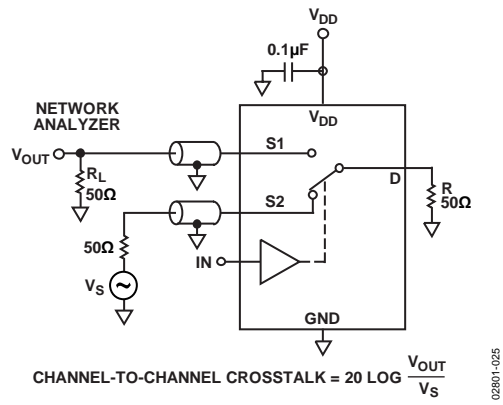 VDD
0.1µF
VDD
NETWORK
ANALYZER
VOUT
S1
RL
50Ω
D
R
50Ω
S2
50Ω
IN
VS
GND
CHANNEL-TO-CHANNEL CROSSTALK = 20 LOG VOUT / VS
02801-025